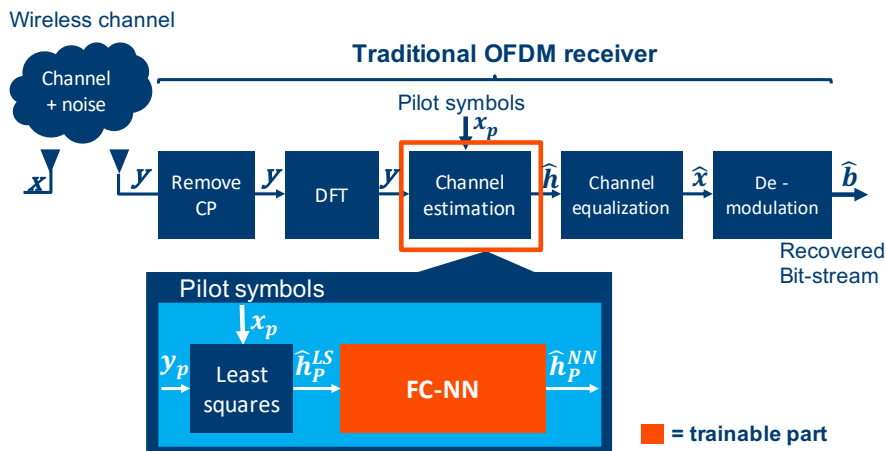 Wireless channel
Traditional OFDM receiver
Channel
+ noise
Pilot symbols
x_p
x
y
Remove
CP
y
DFT
y
Channel
estimation
ĥ
Channel
equalization
x̂
De -
modulation
b̂
Recovered
Bit-stream
Pilot symbols
x_p
y_p
Least
squares
ĥ_P^{LS}
FC-NN
ĥ_P^{NN}
= trainable part